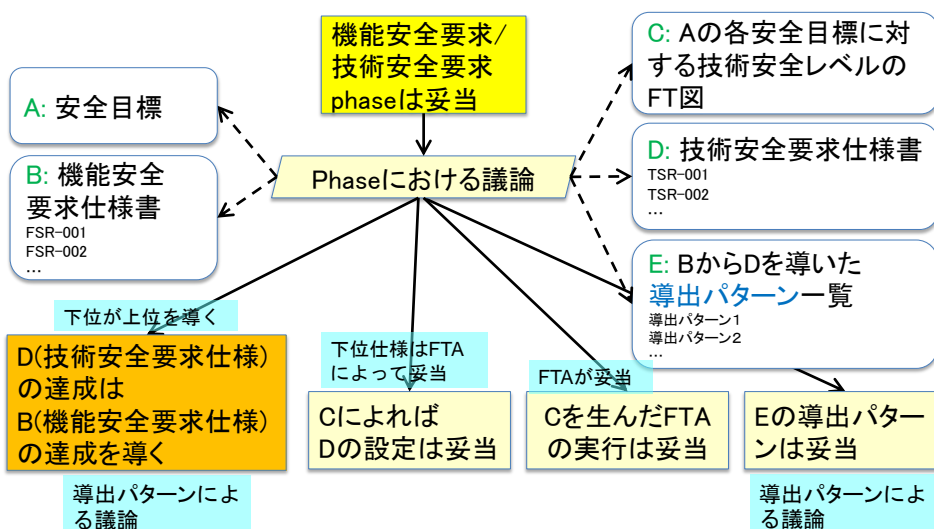 機能安全要求/
技術安全要求
phaseは妥当
A: 安全目標
B: 機能安全
要求仕様書
FSR-001
FSR-002
…
Phaseにおける議論
C: Aの各安全目標に対
する技術安全レベルの
FT図
D: 技術安全要求仕様書
TSR-001
TSR-002
…
E: BからDを導いた
導出パターン一覧
導出パターン1
導出パターン2
…
下位が上位を導く
D(技術安全要求仕様)
の達成は
B(機能安全要求仕様)
の達成を導く
導出パターンによ
る議論
下位仕様はFTA
によって妥当
Cによれば
Dの設定は妥当
FTAが妥当
Cを生んだFTA
の実行は妥当
Eの導出パター
ンは妥当
導出パターンによ
る議論